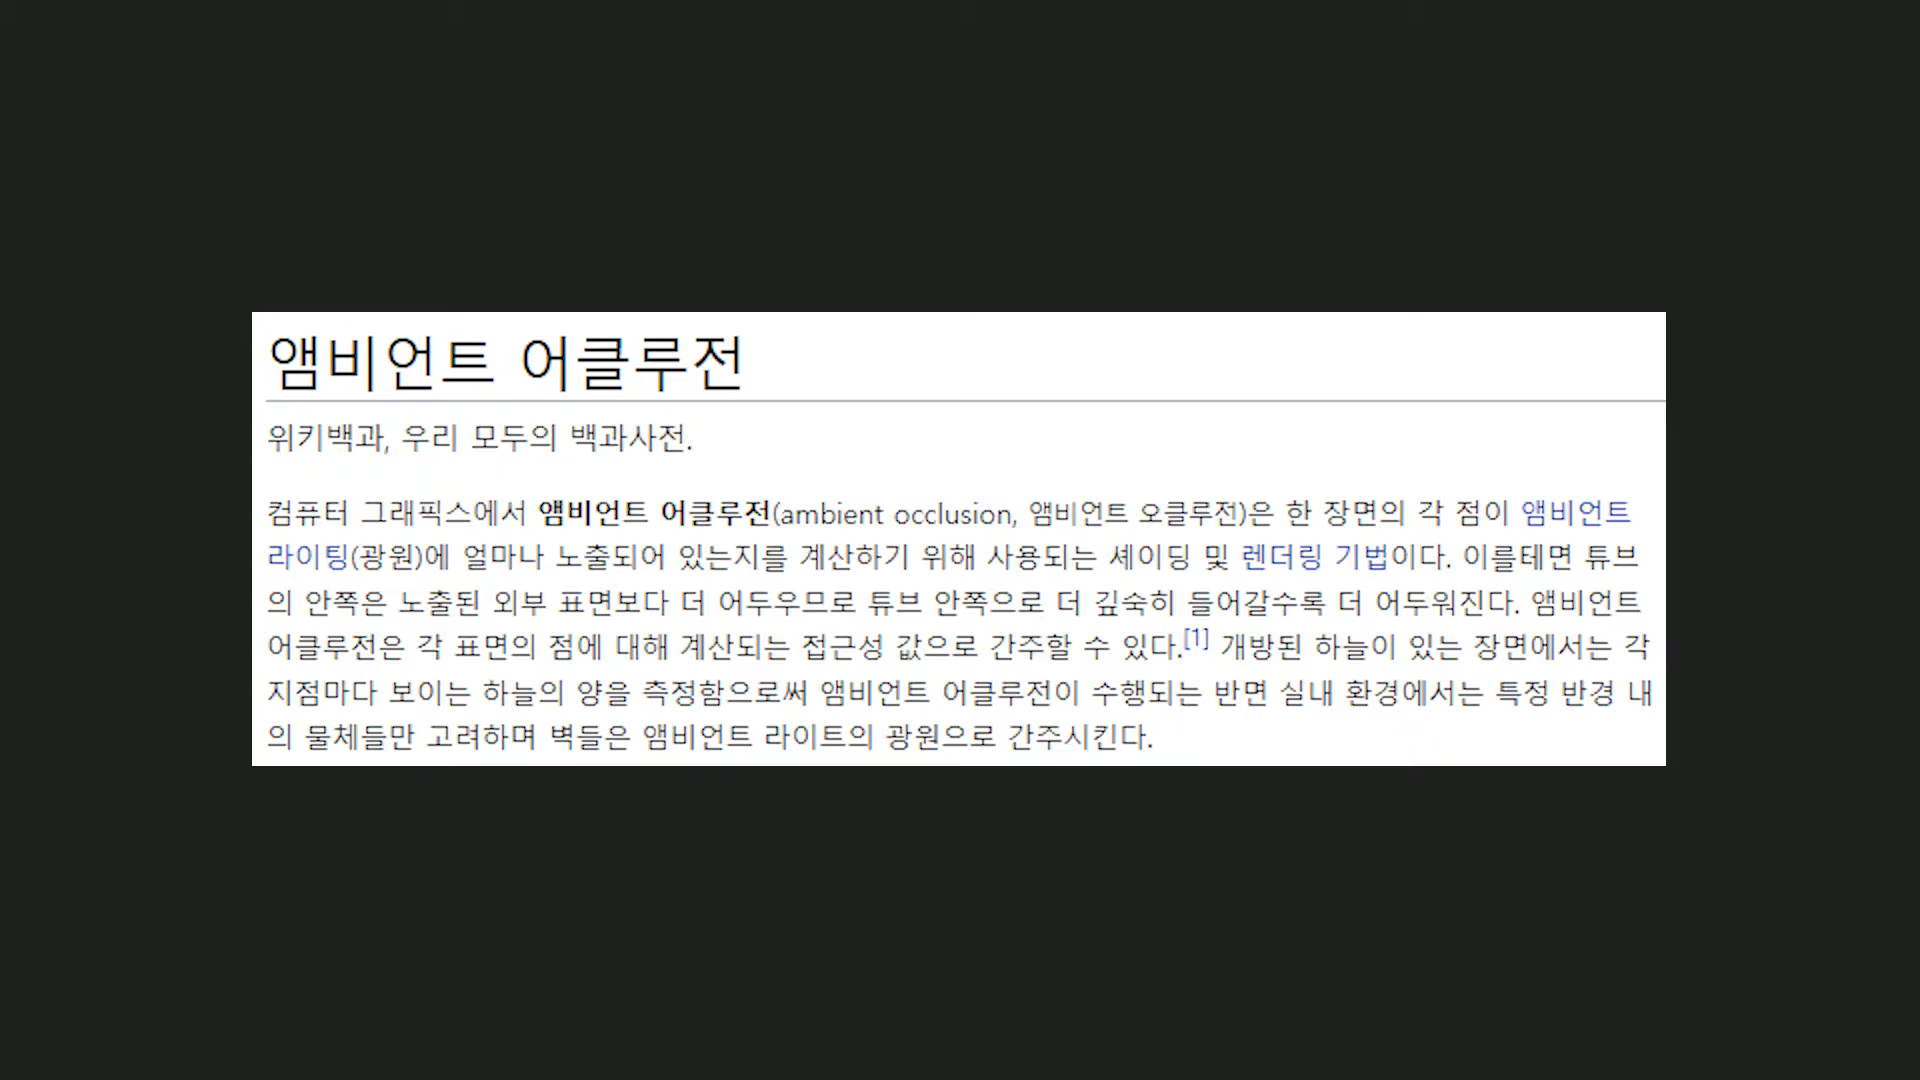 앰비언트 어클루전
위키백과, 우리 모두의 백과사전.
컴퓨터 그래픽스에서 앰비언트 어클루전(ambient occlusion, 앰비언트 오클루전)은 한 장면의 각 점이 앰비언트
라이팅(광원)에 얼마나 노출되어 있는지를 계산하기 위해 사용되는 셰이딩 및 렌더링 기법이다. 이를테면 튜브
의 안쪽은 노출된 외부 표면보다 더 어두우므로 튜브 안쪽으로 더 깊숙히 들어갈수록 더 어두워진다. 앰비언트
어클루전은 각 표면의 점에 대해 계산되는 접근성 값으로 간주할 수 있다.[1] 개방된 하늘이 있는 장면에서는 각
지점마다 보이는 하늘의 양을 측정함으로써 앰비언트 어클루전이 수행되는 반면 실내 환경에서는 특정 반경 내
의 물체들만 고려하며 벽들은 앰비언트 라이트의 광원으로 간주시킨다.